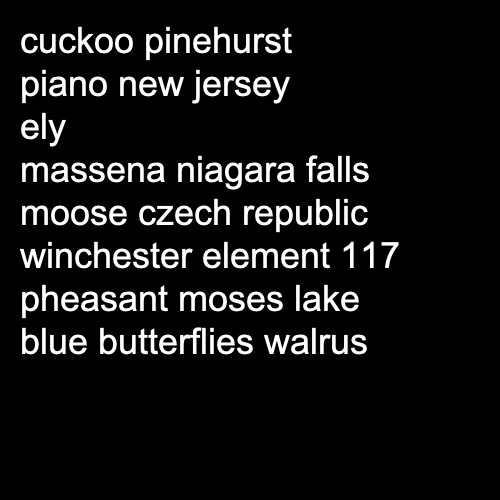 cuckoo pinehurst
piano new jersey
ely
massena niagara falls
moose czech republic
winchester element 117
pheasant moses lake
blue butterflies walrus